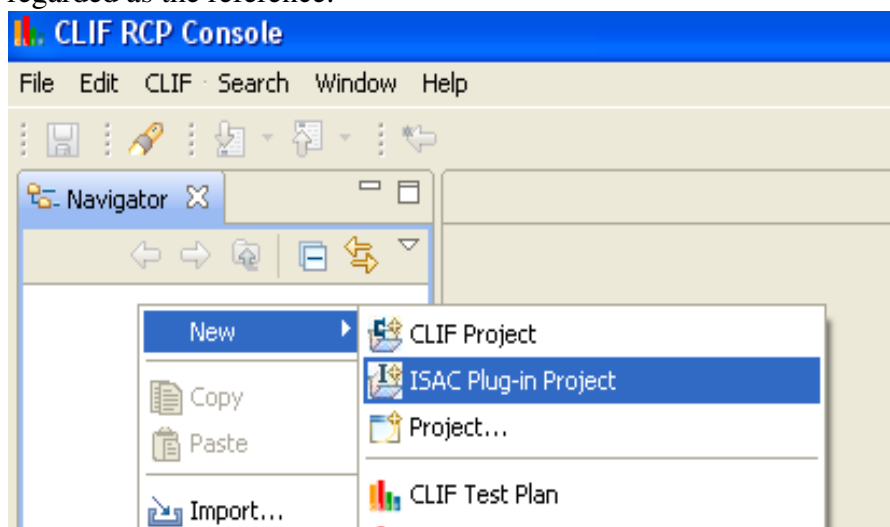 regarded as the reference.
CLIF RCP Console
File Edit CLIF Search Window Help
Navigator
New
CLIF Project
ISAC Plug-in Project
Copy
Project...
Paste
CLIF Test Plan
Import...